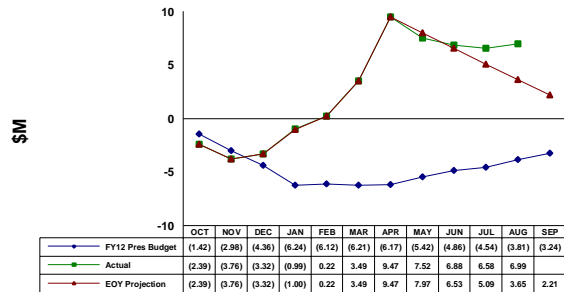 10
5
0
-5
-10
$M
OCT NOV DEC JAN FEB MAR APR MAY JUN JUL AUG SEP
FY12 Pres Budget (1.42) (2.98) (4.36) (6.24) (6.12) (6.21) (6.17) (5.42) (4.86) (4.54) (3.81) (3.24)
Actual (2.39) (3.76) (3.32) (0.99) 0.22 3.49 9.47 7.52 6.88 6.58 6.99
EOY Projection (2.39) (3.76) (3.32) (1.00) 0.22 3.49 9.47 7.97 6.53 5.09 3.65 2.21